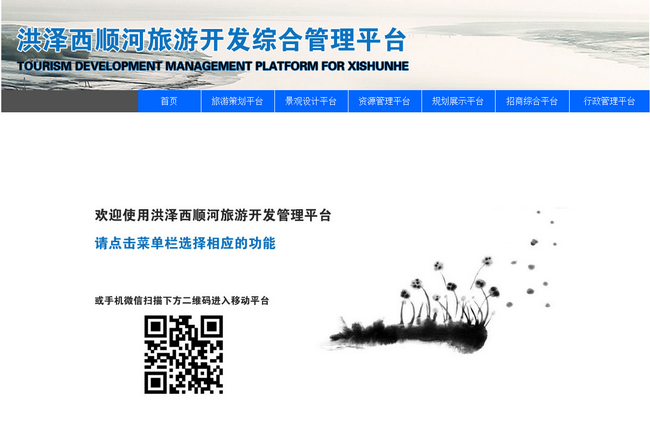 洪泽西顺河旅游开发综合管理平台
TOURISM DEVELOPMENT MANAGEMENT PLATFORM FOR XISHUNHE
首页 旅游策划平台 景观设计平台 资源管理平台 规划展示平台 招商综合平台 行政管理平台
欢迎使用洪泽西顺河旅游开发管理平台
请点击菜单栏选择相应的功能
或手机微信扫描下方二维码进入移动平台